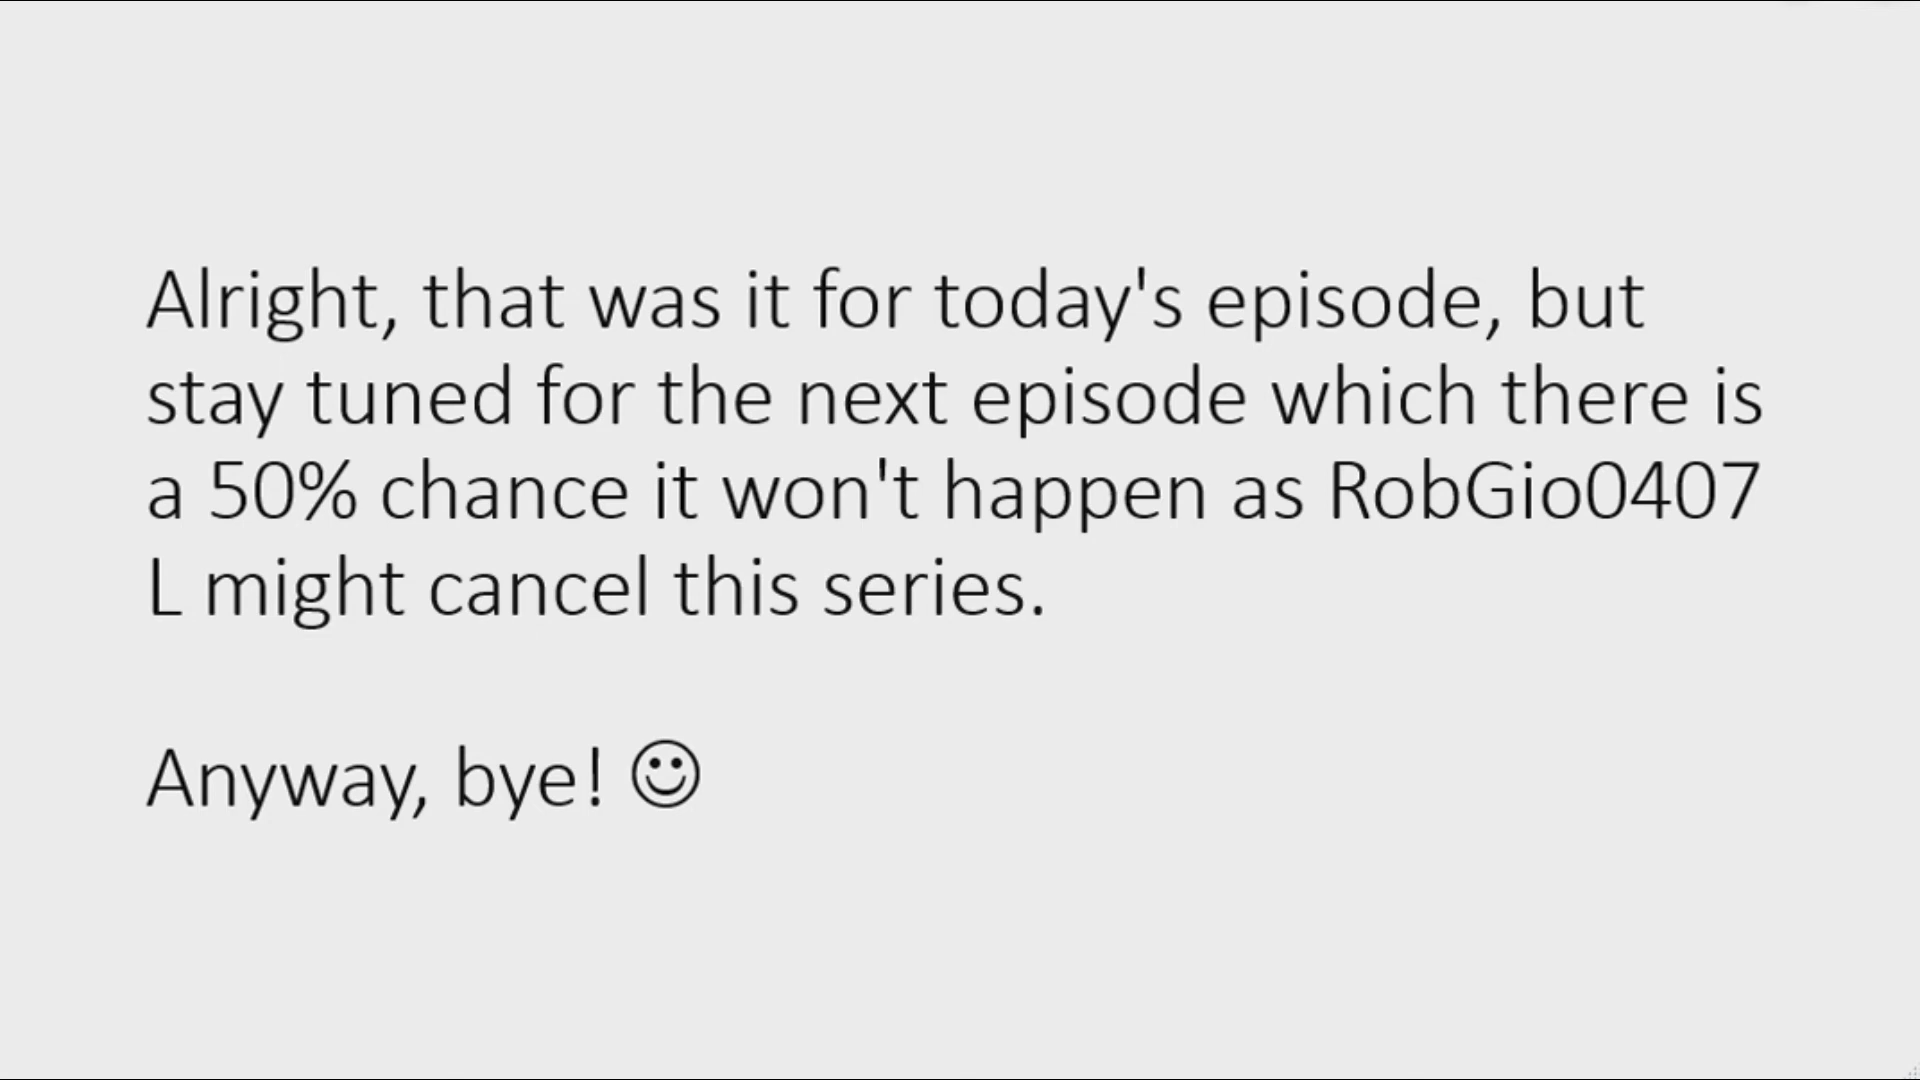 Alright, that was it for today's episode, but
stay tuned for the next episode which there is
a 50% chance it won't happen as RobGio0407
L might cancel this series.
Anyway, bye! ☺